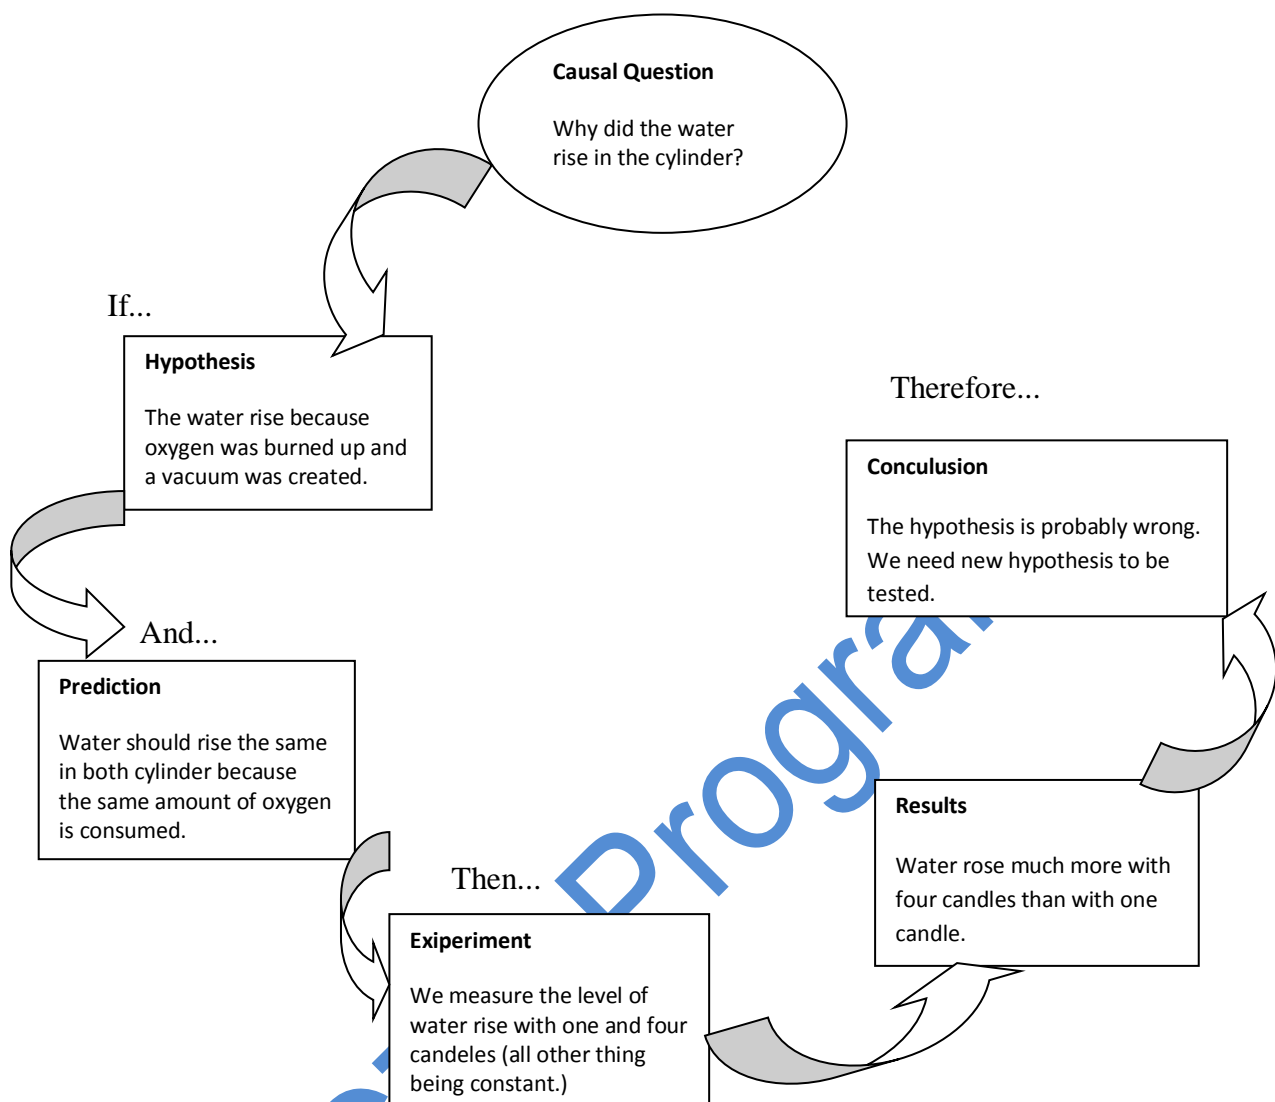 Causal Question
Why did the water
rise in the cylinder?
If...
Hypothesis
The water rise because
oxygen was burned up and
a vacuum was created.
And...
Prediction
Water should rise the same
in both cylinder because
the same amount of oxygen
is consumed.
Then...
Exiperiment
We measure the level of
water rise with one and four
candeles (all other thing
being constant.)
Results
Water rose much more with
four candles than with one
candle.
Therefore...
Conculusion
The hypothesis is probably wrong.
We need new hypothesis to be
tested.